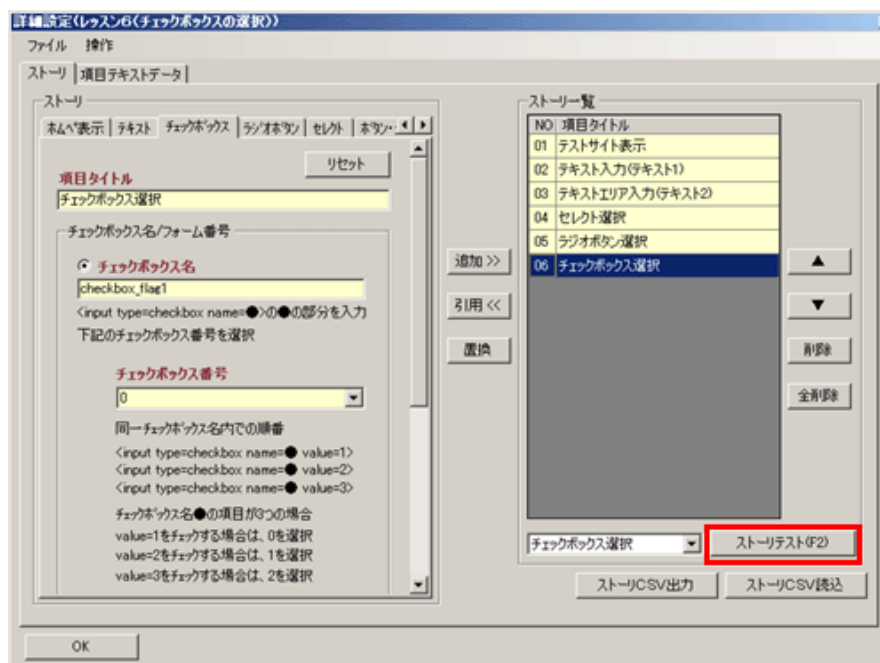 詳細設定(レッスン6(チェックボックスの選択))
ファイル 操作
ストーリ 項目テキストデータ
ストーリ
ホムペ表示 テキスト チェックボックス ラジオボタン セレクト ボタン・
リセット
項目タイトル
チェックボックス選択
チェックボックス名/フォーム番号
チェックボックス名
checkbox_flag1
<input type=checkbox name=●>の●の部分を入力
下記のチェックボックス番号を選択
チェックボックス番号
0
同一チェックボックス名内での順番
<input type=checkbox name=● value=1>
<input type=checkbox name=● value=2>
<input type=checkbox name=● value=3>
チェックボックス名●の項目が3つの場合
value=1をチェックする場合は、0を選択
value=2をチェックする場合は、1を選択
value=3をチェックする場合は、2を選択
追加 >>
引用 <<
置換
ストーリ一覧
NO 項目タイトル
01 テストサイト表示
02 テキスト入力(テキスト1)
03 テキストエリア入力(テキスト2)
04 セレクト選択
05 ラジオボタン選択
06 チェックボックス選択
▲
▼
削除
全削除
チェックボックス選択 ストーリテスト(F2)
ストーリCSV出力 ストーリCSV読込
OK